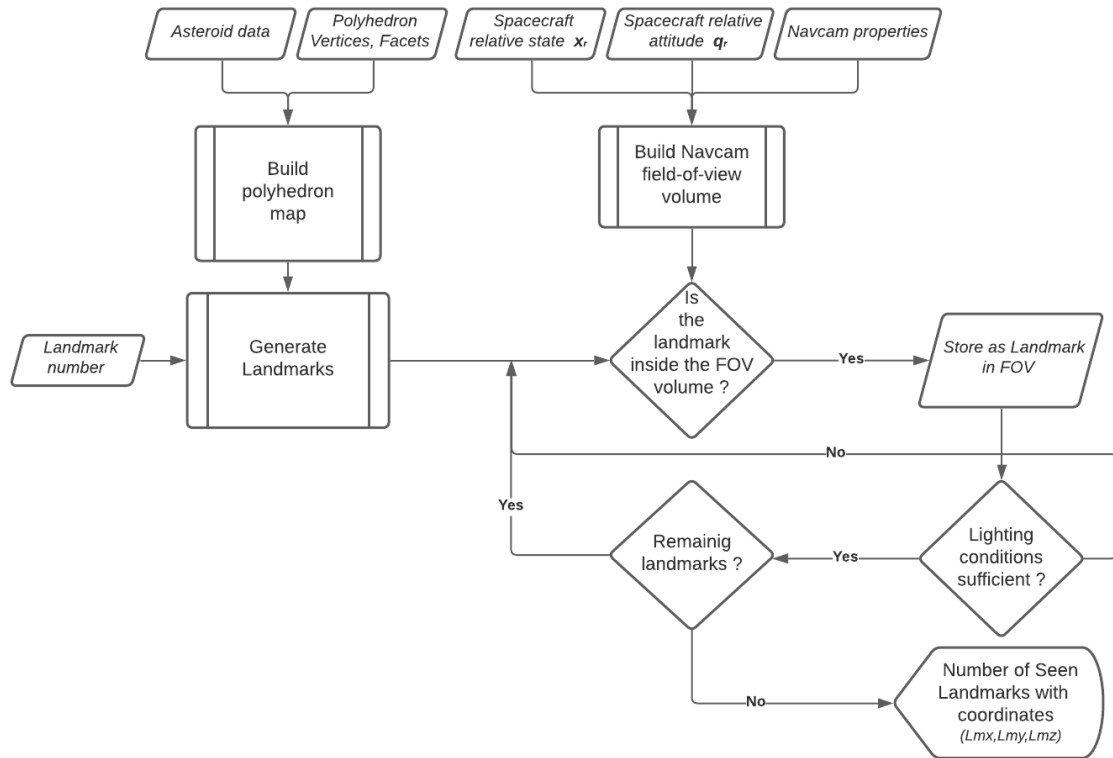 Asteroid data
Polyhedron
Vertices, Facets
Spacecraft
relative state xr
Spacecraft relative
attitude qr
Navcam properties
Build
polyhedron
map
Build Navcam
field-of-view
volume
Landmark
number
Generate
Landmarks
Is
the
landmark
inside the FOV
volume ?
Yes
Store as Landmark
in FOV
No
Yes
Remainig
landmarks ?
Yes
Lighting
conditions
sufficient ?
No
Number of Seen
Landmarks with
coordinates
(Lmx,Lmy,Lmz)